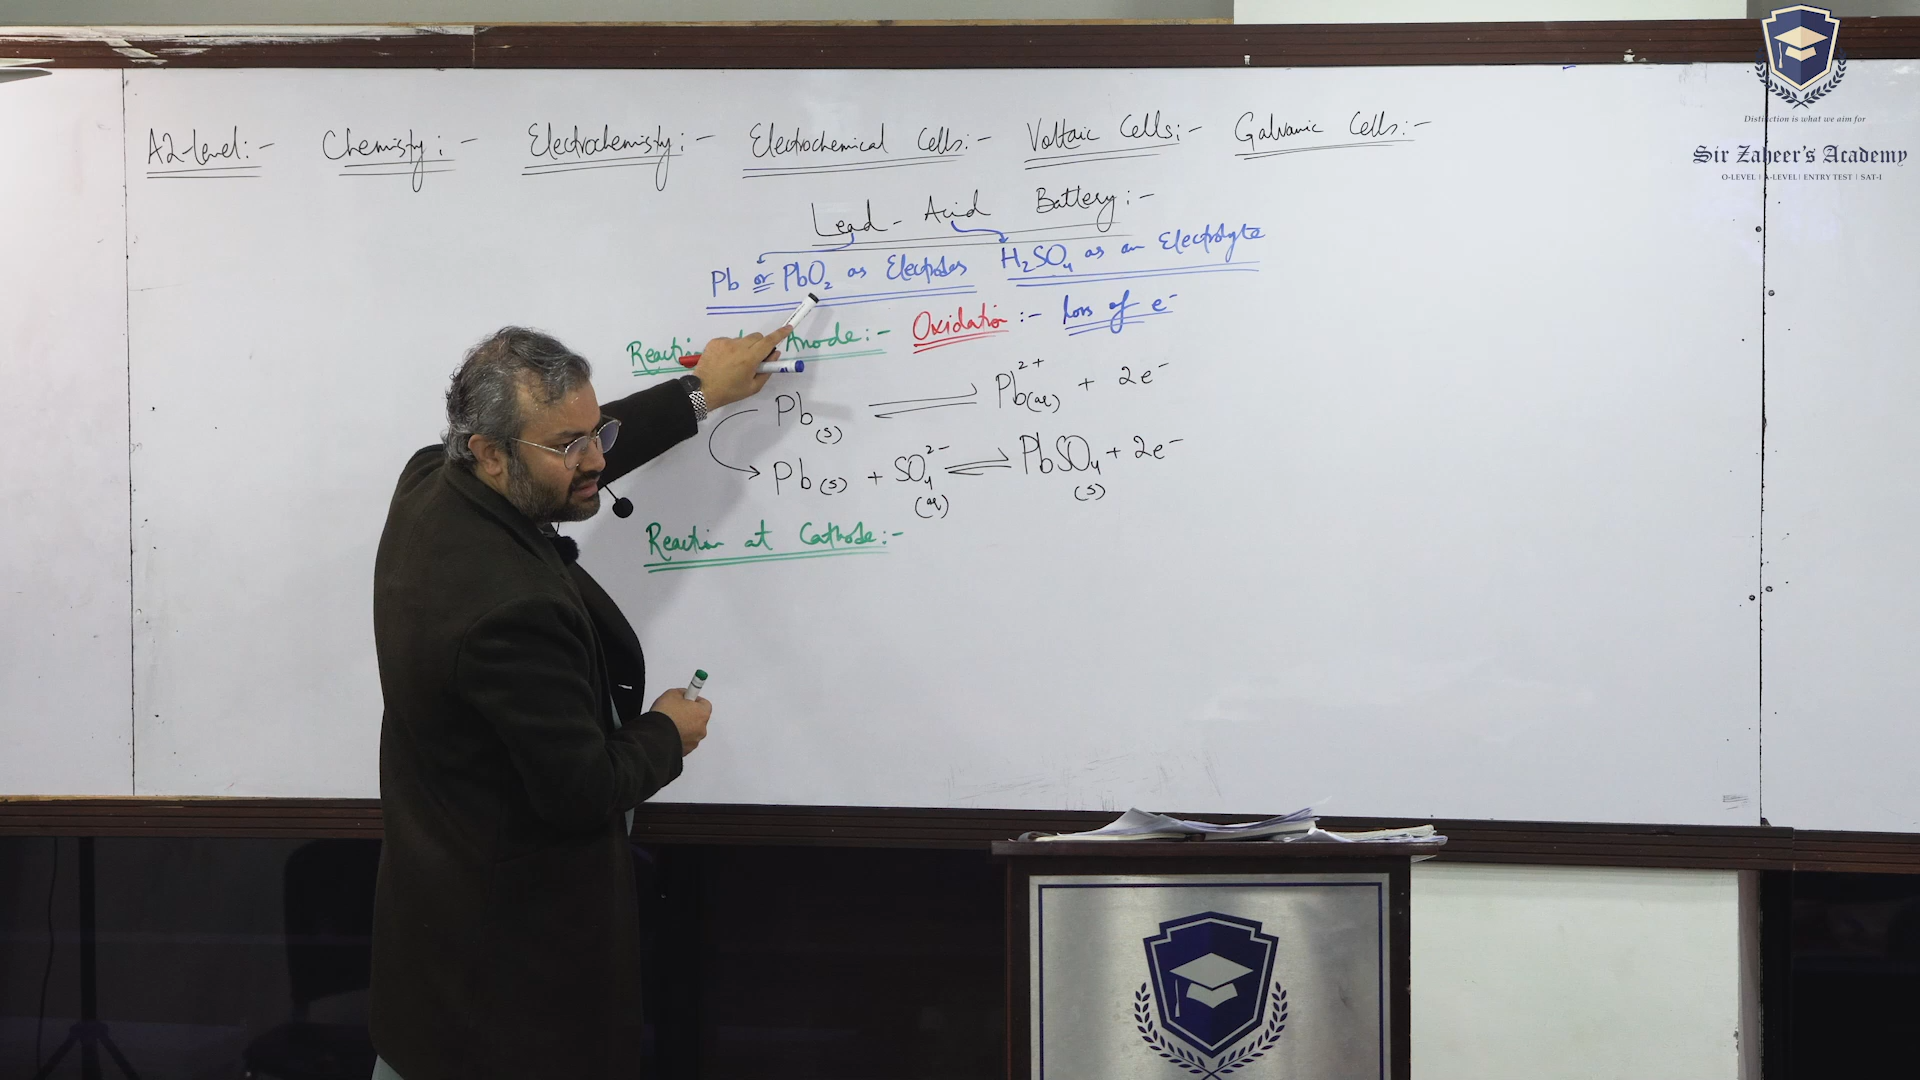 A2-level:- Chemistry:- Electrochemistry:- Electrochemical Cells:- Voltaic Cells:- Galvanic Cells:-
Lead-Acid Battery:-
Pb or PbO2 as Electrodes H2SO4 as an Electrolyte
Anode:- Oxidation:- Loss of e⁻
Pb(s) ⇌ Pb²⁺(aq) + 2e⁻
Pb(s) + SO4²⁻(aq) ⇌ PbSO4(s) + 2e⁻
Reaction at Cathode:-
Distinction is what we aim for
Sir Zaheer's Academy
O-LEVEL | A-LEVEL | ENTRY TEST | SAT-I